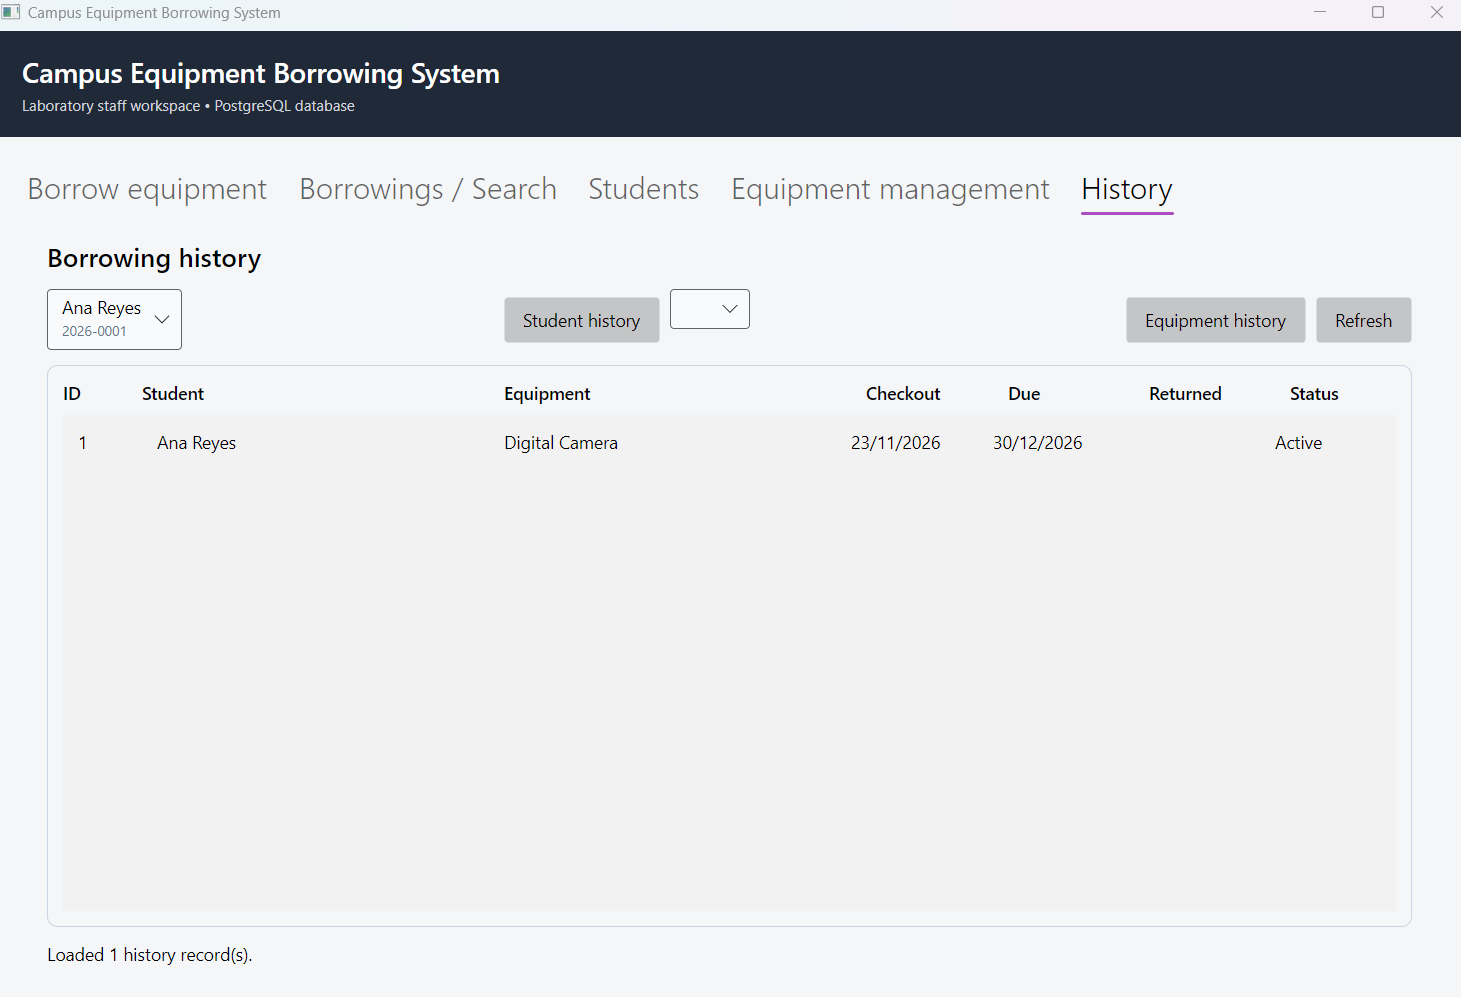 Campus Equipment Borrowing System
Campus Equipment Borrowing System
Laboratory staff workspace • PostgreSQL database
Borrow equipment Borrowings / Search Students Equipment management History
Borrowing history
Ana Reyes
2026-0001
Student history
Equipment history
Refresh
ID Student Equipment Checkout Due Returned Status
1 Ana Reyes Digital Camera 23/11/2026 30/12/2026 Active
Loaded 1 history record(s).